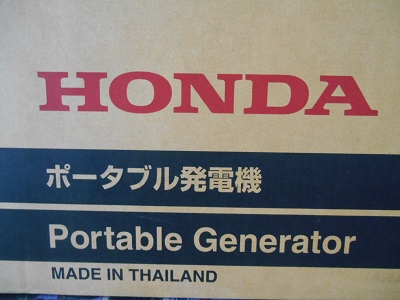 HONDA
ポータブル発電機
Portable Generator
MADE IN THAILAND